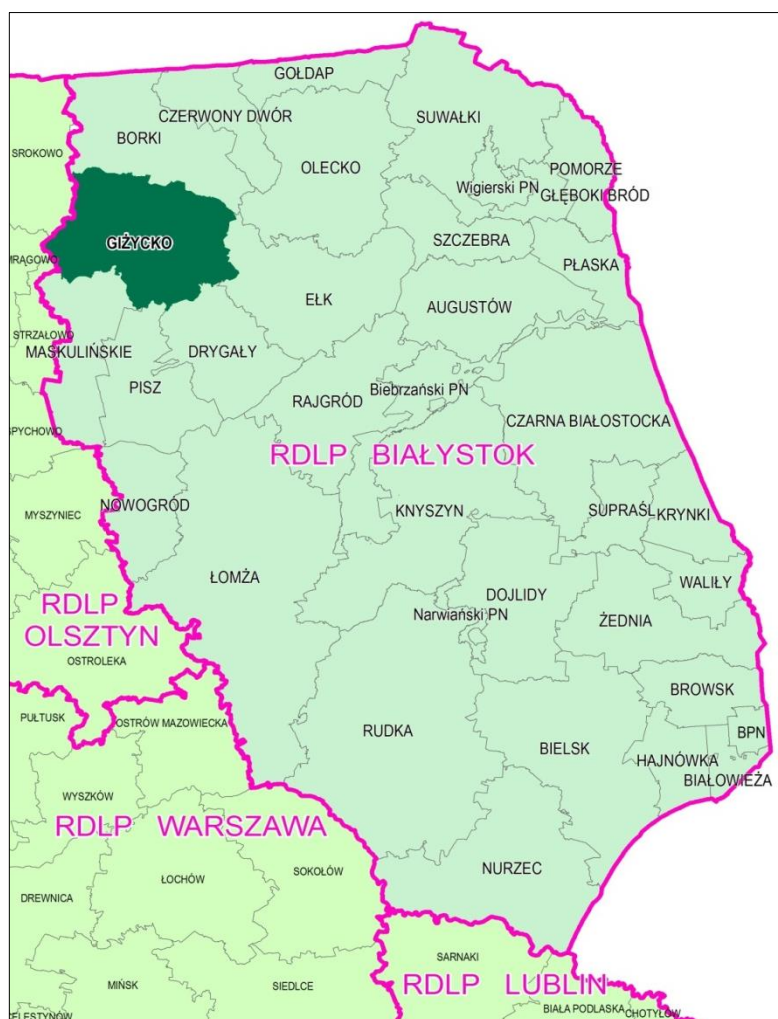 GOŁDAP
CZERWONY DWÓR
SUWAŁKI
BORKI
SROKOWO
OLECKO
POMORZE
Wigierski PN
GŁĘBOKI BRÓD
GIŻYCKO
SZCZEBRA
MRĄGOWO
PŁASKA
EŁK
AUGUSTÓW
STRZAŁOWO
MASKULIŃSKIE
DRYGAŁY
PISZ
Biebrzański PN
RAJGRÓD
CZARNA BIAŁOSTOCKA
SPYCHOWO
RDLP BIAŁYSTOK
NOWOGRÓD
KNYSZYN
SUPRAŚL
KRYNKI
MYSZYNIEC
ŁOMŻA
WALIŁY
DOJLIDY
RDLP
OLSZTYN
Narwiański PN
ŻEDNIA
OSTROŁEKA
BROWSK
PUŁTUSK
OSTRÓW MAZOWIECKA
RUDKA
BPN
BIELSK
HAJNÓWKA
BIAŁOWIEŻA
WYSZKÓW
RDLP WARSZAWA
NURZEC
SOKOŁÓW
ŁOCHÓW
DREWNICA
SARNAKI
MIŃSK
SIEDLCE
RDLP LUBLIN
BIAŁA PODLASKA
CHOTYŁÓW